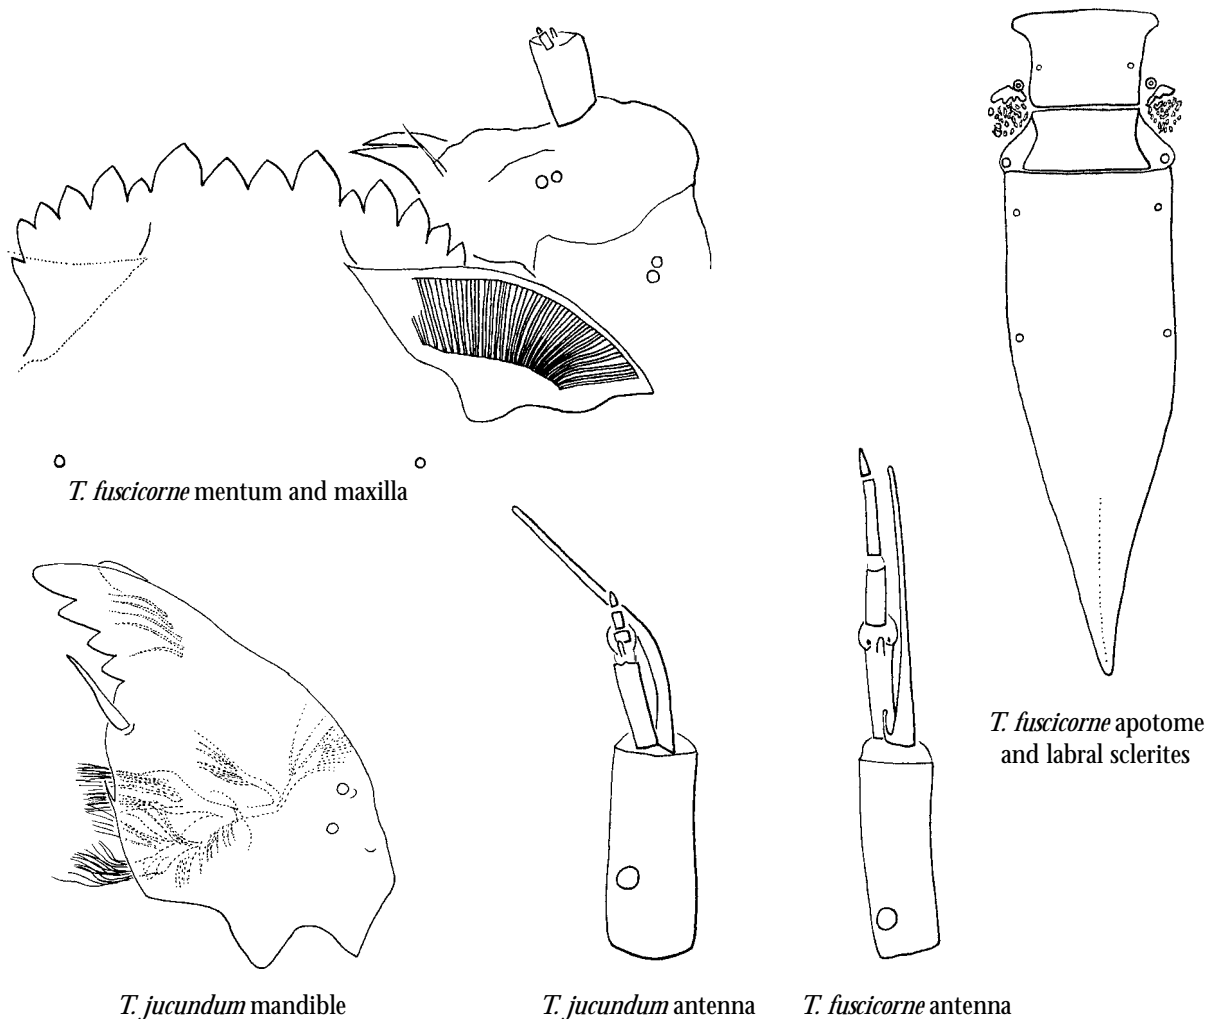 T. fuscicorne mentum and maxilla
T. fuscicorne apotome
and labral sclerites
T. jucundum mandible
T. jucundum antenna
T. fuscicorne antenna